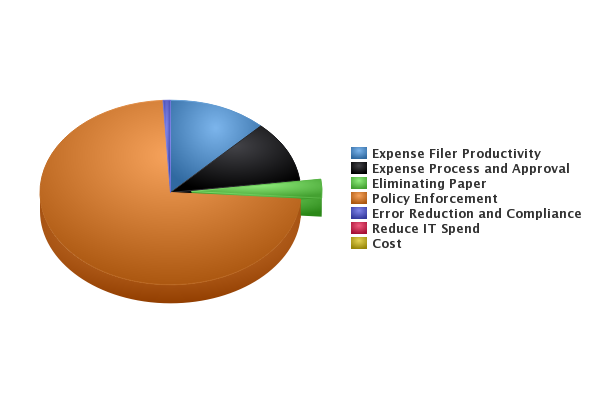 Expense Filer Productivity
Expense Process and Approval
Eliminating Paper
Policy Enforcement
Error Reduction and Compliance
Reduce IT Spend
Cost